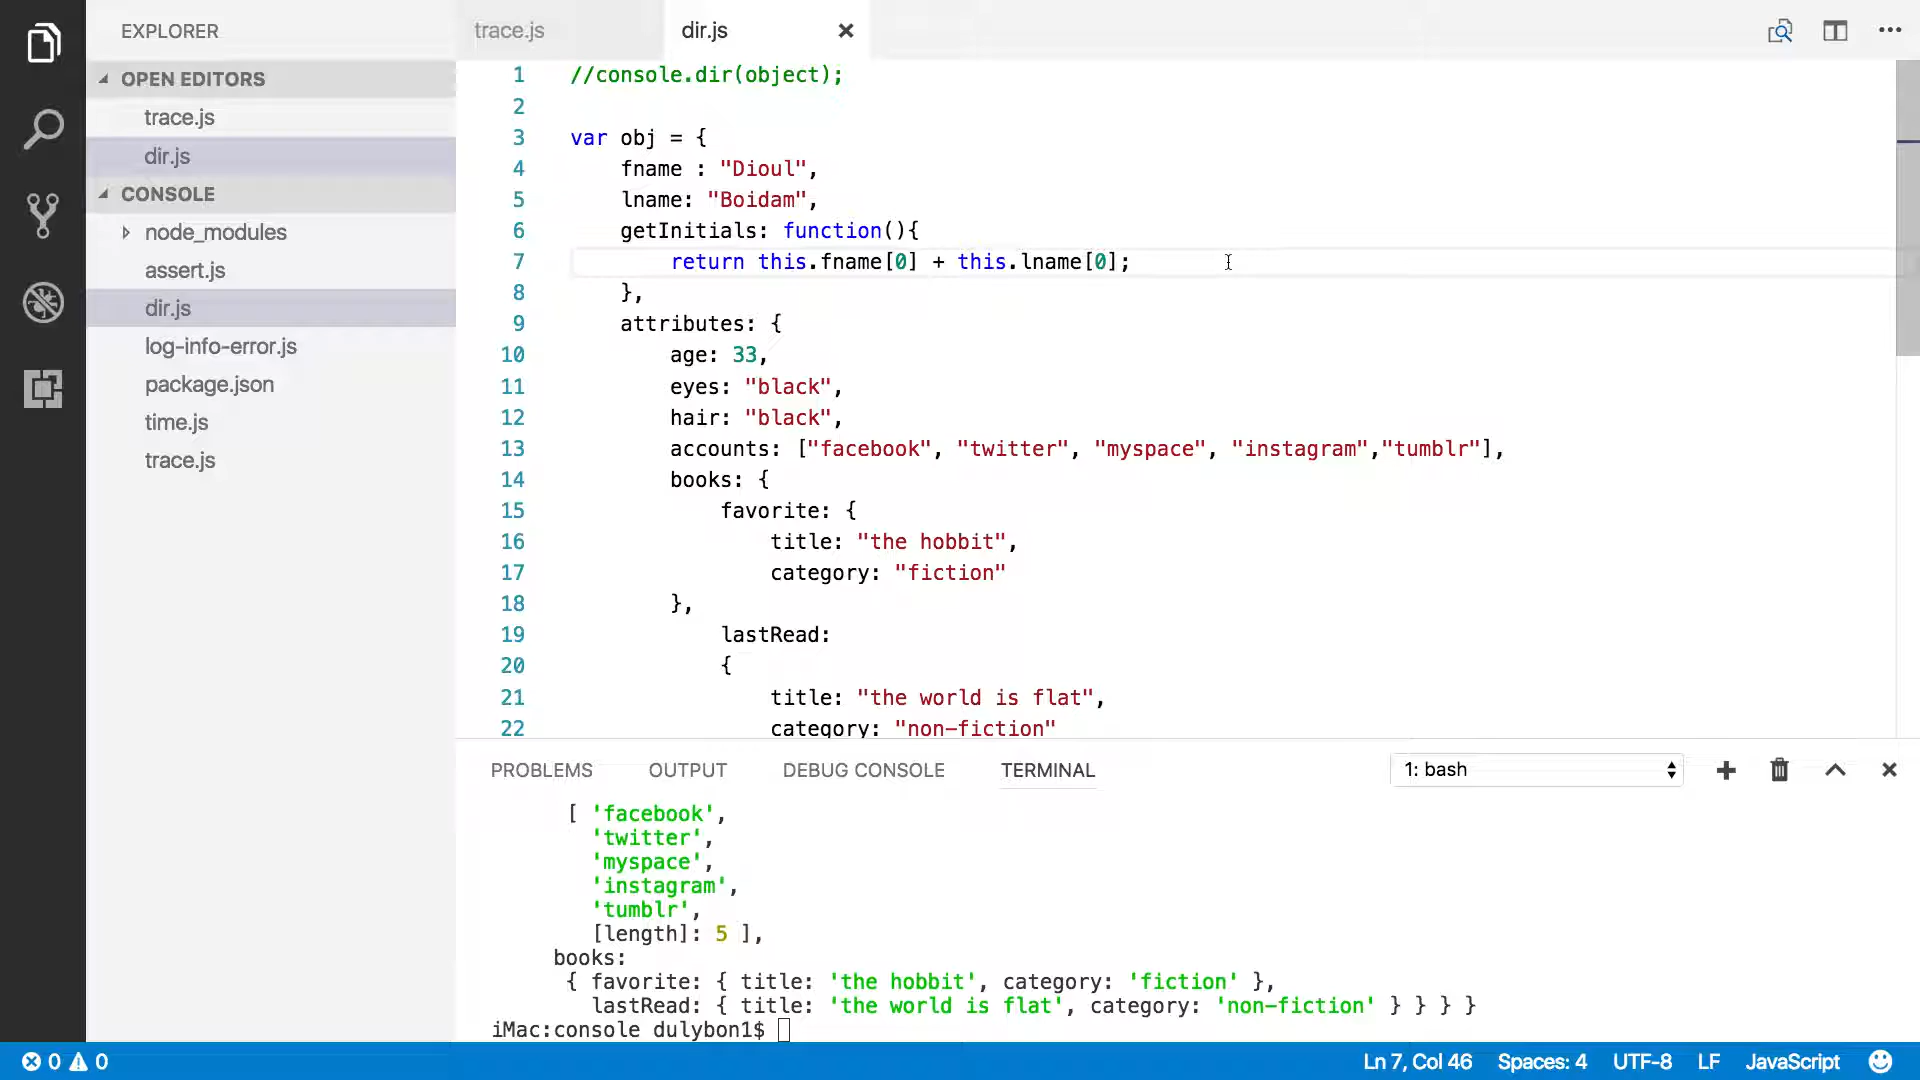 EXPLORER
OPEN EDITORS
trace.js
dir.js
CONSOLE
node_modules
assert.js
dir.js
log-info-error.js
package.json
time.js
trace.js
trace.js
dir.js
1 //console.dir(object);
2
3 var obj = {
4 fname : "Dioul",
5 lname: "Boidam",
6 getInitials: function(){
7 return this.fname[0] + this.lname[0];
8 },
9 attributes: {
10 age: 33,
11 eyes: "black",
12 hair: "black",
13 accounts: ["facebook", "twitter", "myspace", "instagram","tumblr"],
14 books: {
15 favorite: {
16 title: "the hobbit",
17 category: "fiction"
18 },
19 lastRead:
20 {
21 title: "the world is flat",
22 category: "non-fiction"
PROBLEMS OUTPUT DEBUG CONSOLE TERMINAL 1: bash
[ 'facebook',
'twitter',
'myspace',
'instagram',
'tumblr',
[length]: 5 ],
books:
{ favorite: { title: 'the hobbit', category: 'fiction' },
lastRead: { title: 'the world is flat', category: 'non-fiction' } } } }
iMac:console dulybon1$
0 0 Ln 7, Col 46 Spaces: 4 UTF-8 LF JavaScript